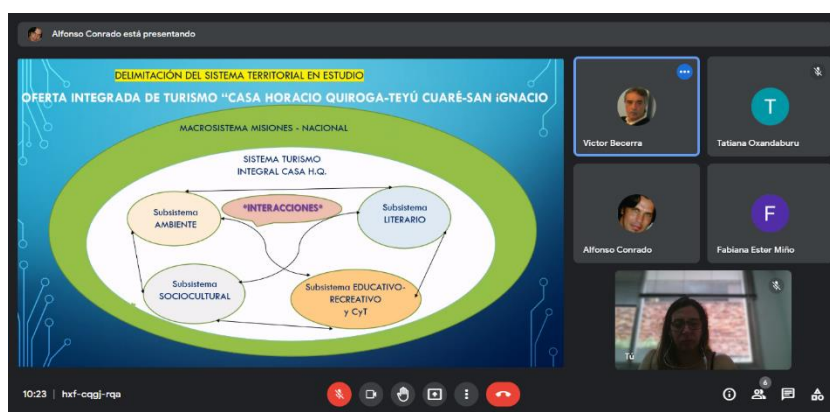 Alfonso Conrado está presentando
DELIMITACIÓN DEL SISTEMA TERRITORIAL EN ESTUDIO
OFERTA INTEGRADA DE TURISMO “CASA HORACIO QUIROGA-TEYÚ CUARÉ-SAN iGNACIO
MACROSISTEMA MISIONES - NACIONAL
SISTEMA TURISMO
INTEGRAL CASA H.Q.
Subsistema
AMBIENTE
*INTERACCIONES*
Subsistema
LITERARIO
Subsistema
SOCIOCULTURAL
Subsistema EDUCATIVO-
RECREATIVO
y CyT
Victor Becerra
T
Tatiana Oxandaburu
Alfonso Conrado
F
Fabiana Ester Miño
Tú
10:23 | hxf-cqgj-rqa
6